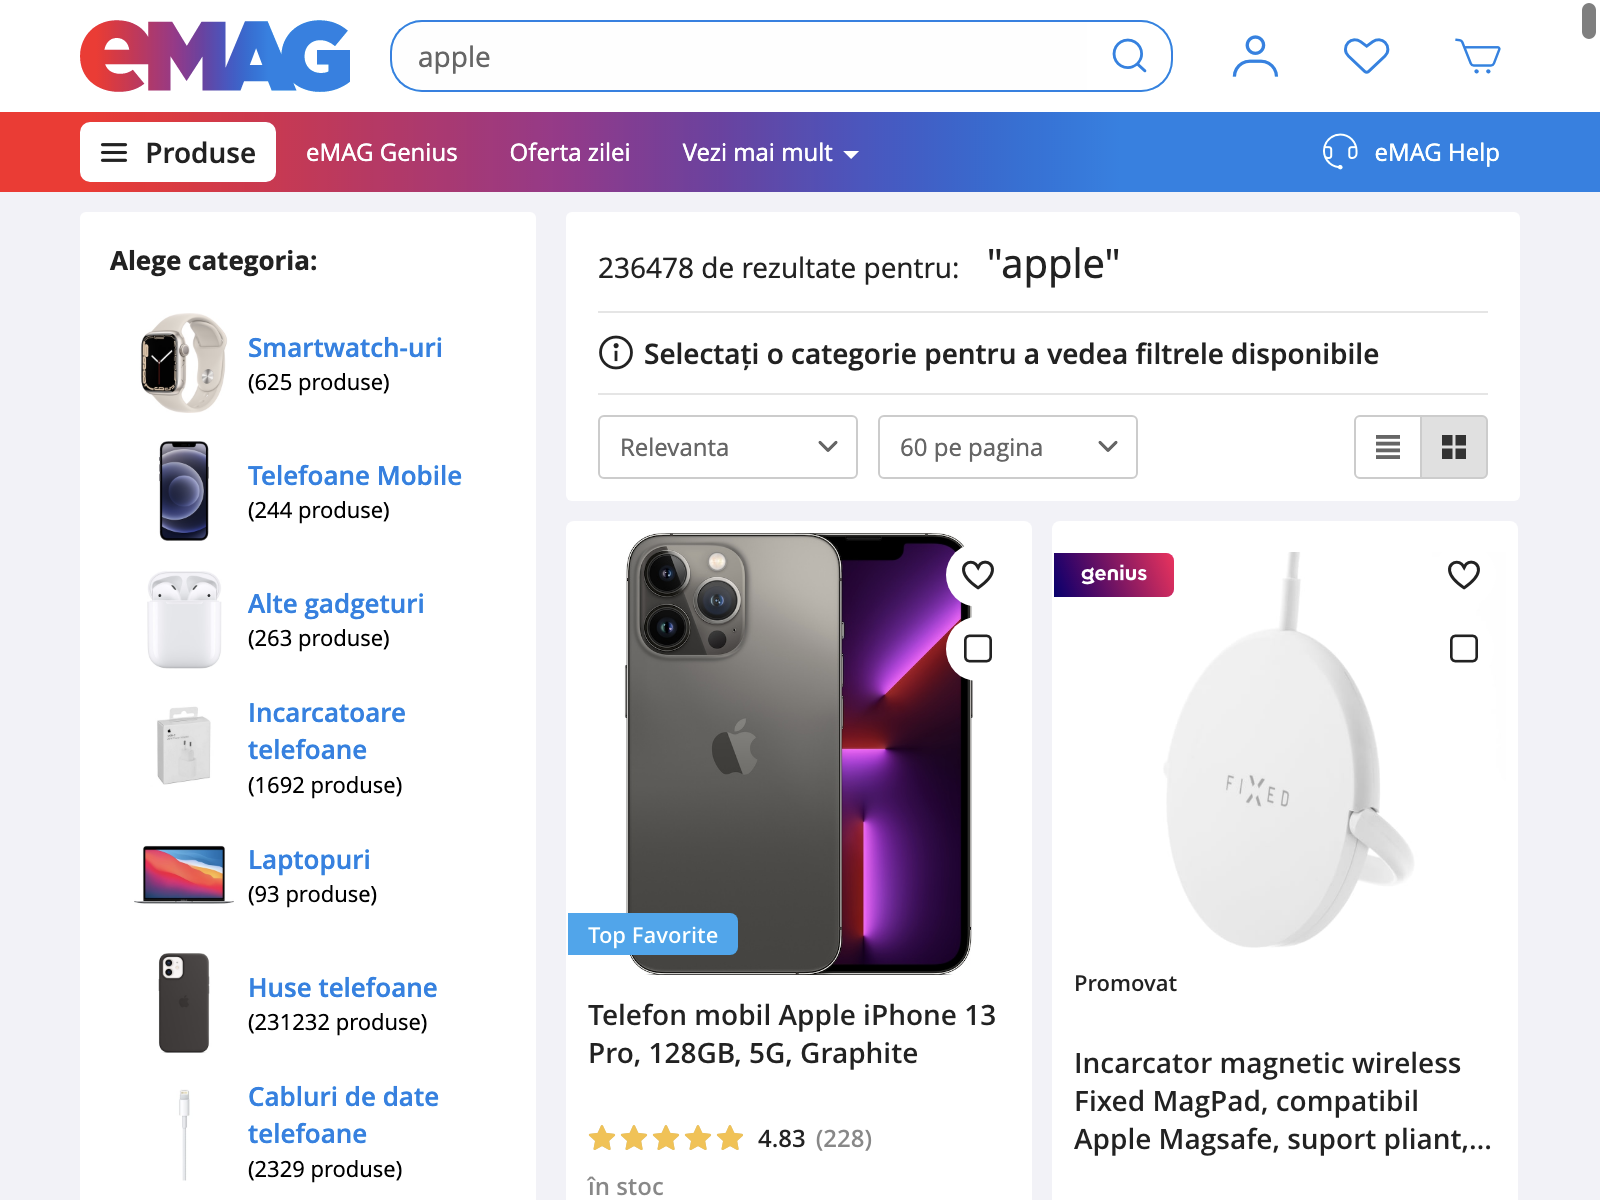 eMAG
apple
Produse
eMAG Genius
Oferta zilei
Vezi mai mult
eMAG Help
Alege categoria:
Smartwatch-uri
(625 produse)
Telefoane Mobile
(244 produse)
Alte gadgeturi
(263 produse)
Incarcatoare
telefoane
(1692 produse)
Laptopuri
(93 produse)
Huse telefoane
(231232 produse)
Cabluri de date
telefoane
(2329 produse)
236478 de rezultate pentru: "apple"
Selectați o categorie pentru a vedea filtrele disponibile
Relevanta
60 pe pagina
Top Favorite
Telefon mobil Apple iPhone 13
Pro, 128GB, 5G, Graphite
4.83 (228)
în stoc
genius
FIXED
Promovat
Incarcator magnetic wireless
Fixed MagPad, compatibil
Apple Magsafe, suport pliant,...